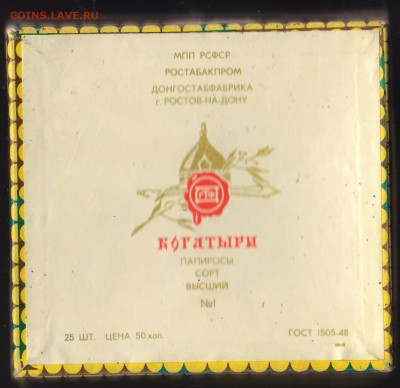 COINS.LAVE.RU
МПП РСФСР
РОСТАБАКПРОМ
ДОНГОСТАБФАБРИКА
г. РОСТОВ-НА-ДОНУ
БОГАТЫРИ
ПАПИРОСЫ
СОРТ
ВЫСШИЙ
№1
25 ШТ. ЦЕНА 50 коп.
ГОСТ 1505-48